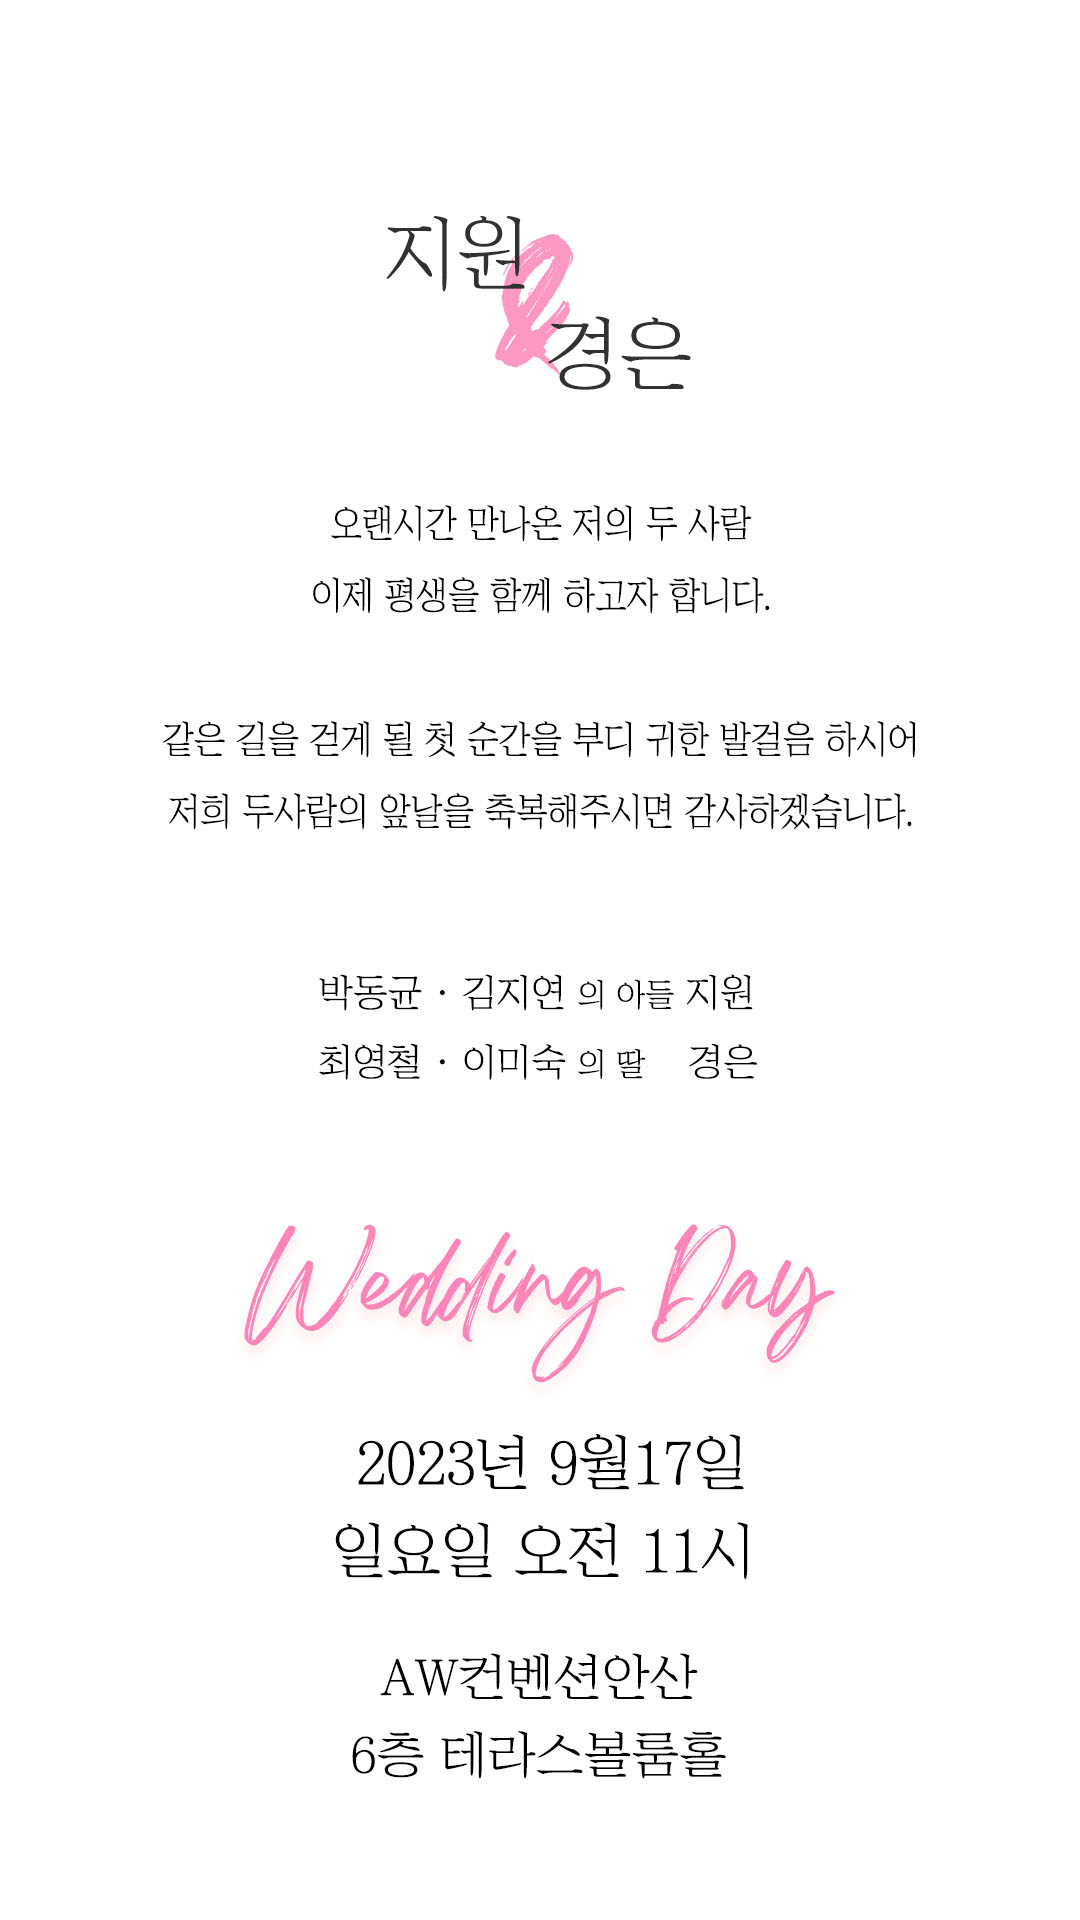 지원
&
경은
오랜시간 만나온 저의 두 사람
이제 평생을 함께 하고자 합니다.
같은 길을 걷게 될 첫 순간을 부디 귀한 발걸음 하시어
저희 두사람의 앞날을 축복해주시면 감사하겠습니다.
박동균 · 김지연 의 아들 지원
최영철 · 이미숙 의 딸 경은
Wedding Day
2023년 9월17일
일요일 오전 11시
AW컨벤션안산
6층 테라스볼룸홀